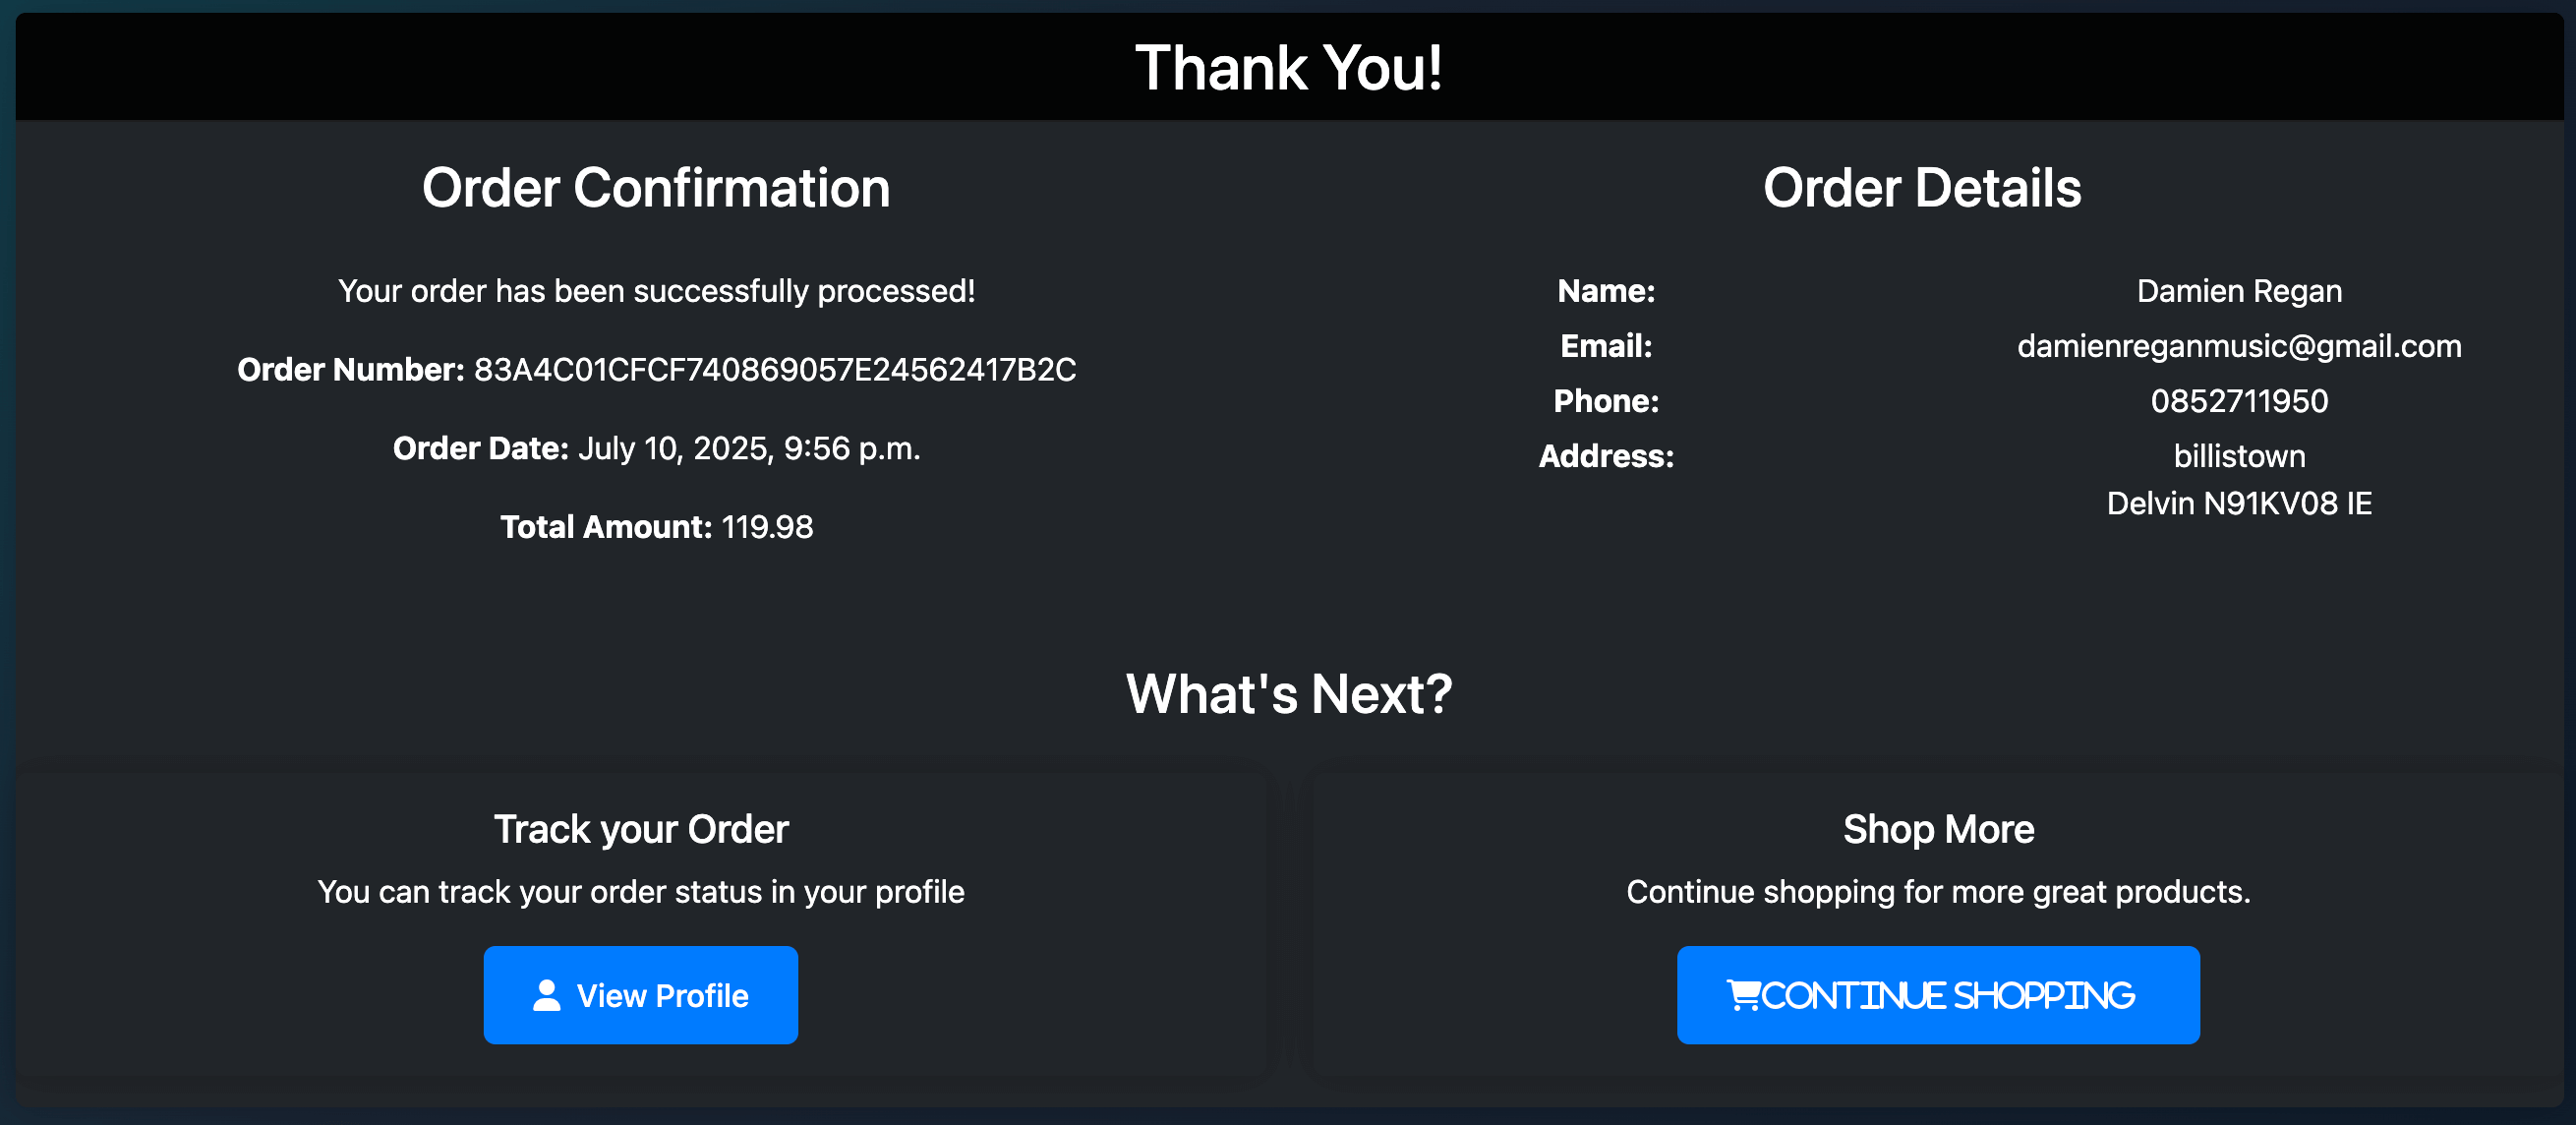 Thank You!
Order Confirmation
Your order has been successfully processed!
Order Number: 83A4C01CFCF740869057E24562417B2C
Order Date: July 10, 2025, 9:56 p.m.
Total Amount: 119.98
Order Details
Name: Damien Regan
Email: damienreganmusic@gmail.com
Phone: 0852711950
Address: billistown
Delvin N91KV08 IE
What's Next?
Track your Order
You can track your order status in your profile
View Profile
Shop More
Continue shopping for more great products.
CONTINUE SHOPPING